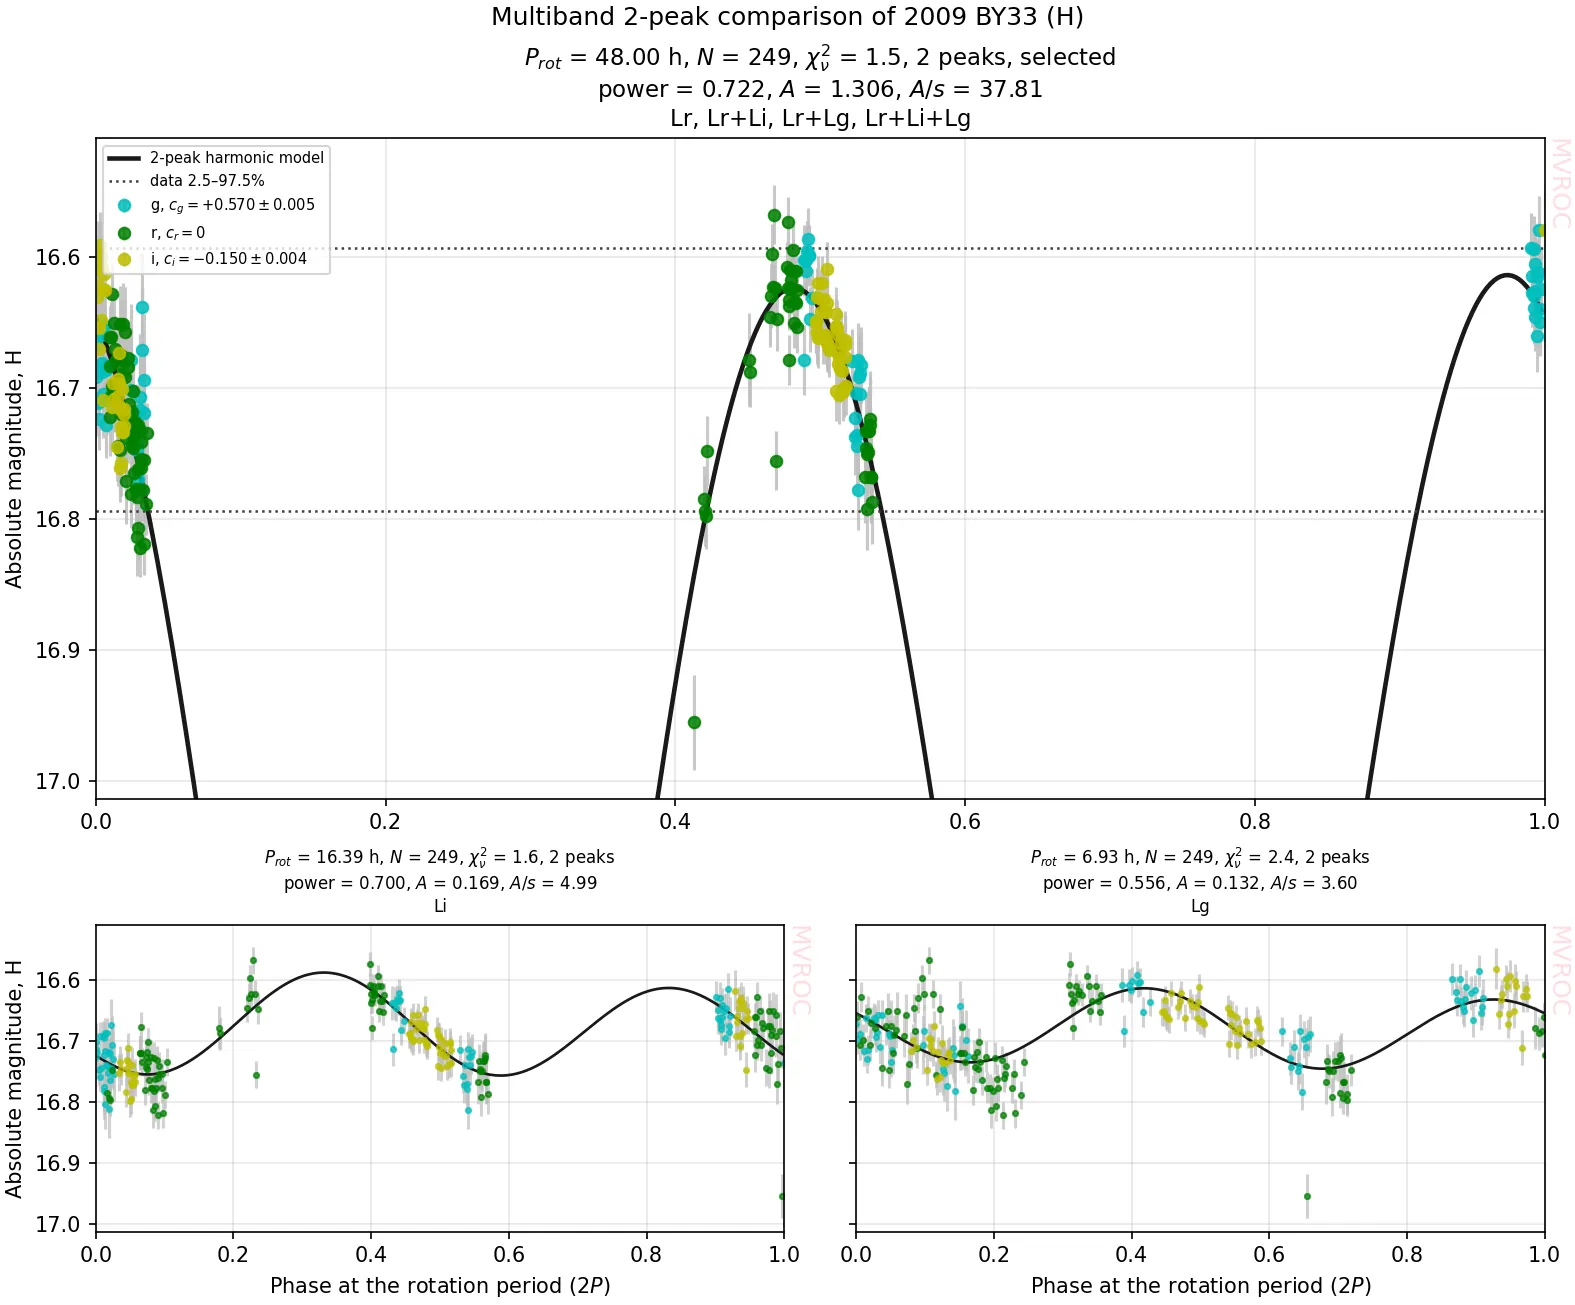 Multiband 2-peak comparison of 2009 BY33 (H)
P_rot = 48.00 h, N = 249, χ²_ν = 1.5, 2 peaks, selected
power = 0.722, A = 1.306, A/s = 37.81
Lr, Lr+Li, Lr+Lg, Lr+Li+Lg
2-peak harmonic model
data 2.5–97.5%
g, c_g = +0.570 ± 0.005
r, c_r = 0
i, c_i = −0.150 ± 0.004
MVROC
Absolute magnitude, H
16.6
16.7
16.8
16.9
17.0
0.0 0.2 0.4 0.6 0.8 1.0
P_rot = 16.39 h, N = 249, χ²_ν = 1.6, 2 peaks
power = 0.700, A = 0.169, A/s = 4.99
Li
MVROC
Absolute magnitude, H
16.6
16.7
16.8
16.9
17.0
0.0 0.2 0.4 0.6 0.8 1.0
Phase at the rotation period (2P)
P_rot = 6.93 h, N = 249, χ²_ν = 2.4, 2 peaks
power = 0.556, A = 0.132, A/s = 3.60
Lg
MVROC
0.0 0.2 0.4 0.6 0.8 1.0
Phase at the rotation period (2P)